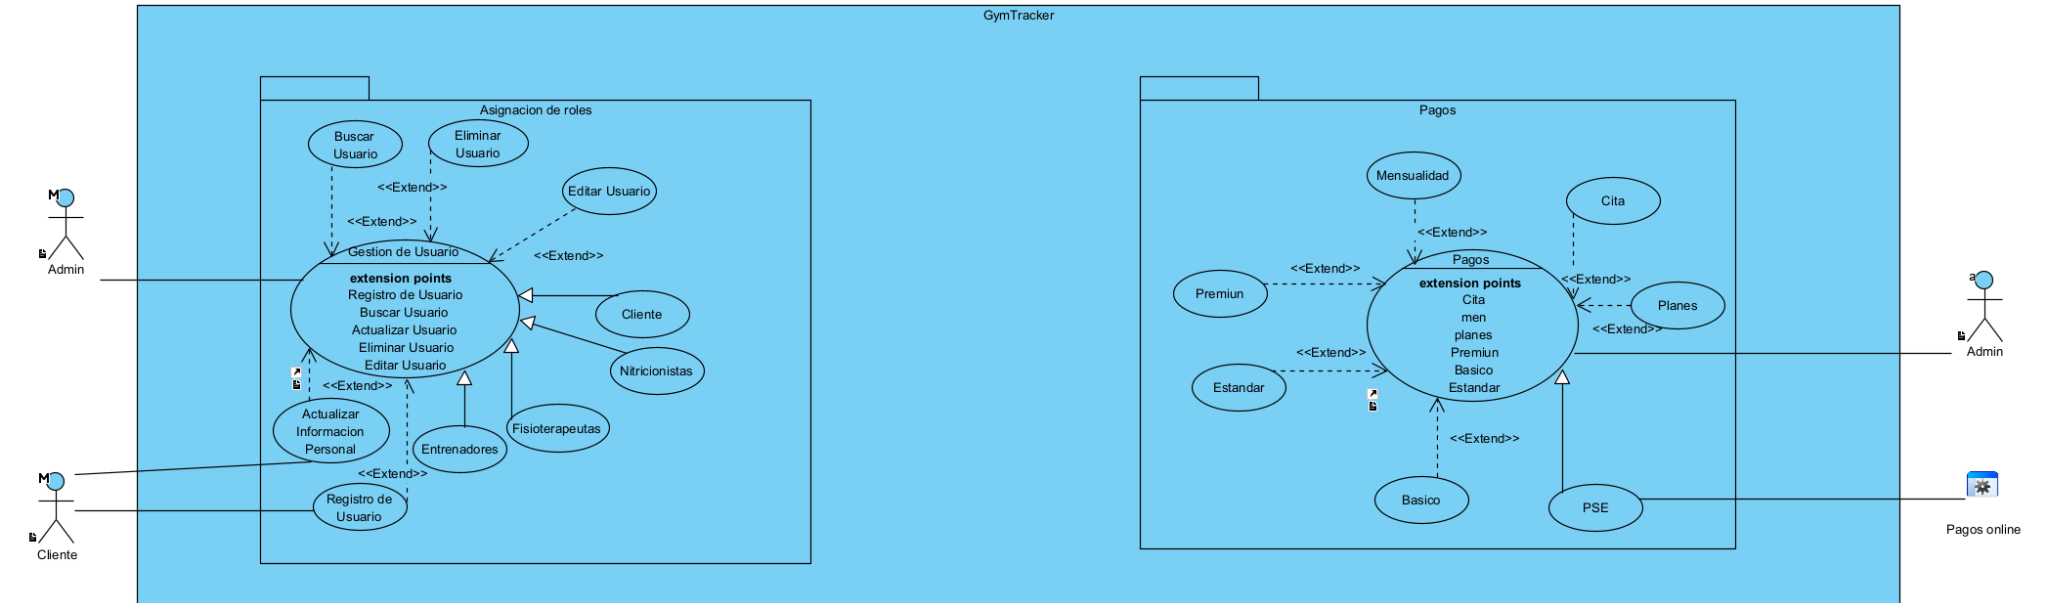 GymTracker
Asignacion de roles
Buscar
Usuario
Eliminar
Usuario
<<Extend>>
Editar Usuario
<<Extend>>
<<Extend>>
M
Admin
Gestion de Usuario
extension points
Registro de Usuario
Buscar Usuario
Actualizar Usuario
Eliminar Usuario
Editar Usuario
Cliente
Nitricionistas
<<Extend>>
Actualizar
Informacion
Personal
Entrenadores
Fisioterapeutas
<<Extend>>
Registro de
Usuario
M
Cliente
Pagos
Mensualidad
Cita
<<Extend>>
<<Extend>>
Premiun
<<Extend>>
Planes
<<Extend>>
Pagos
extension points
Cita
men
planes
Premiun
Basico
Estandar
<<Extend>>
Estandar
<<Extend>>
Basico
PSE
a
Admin
Pagos online